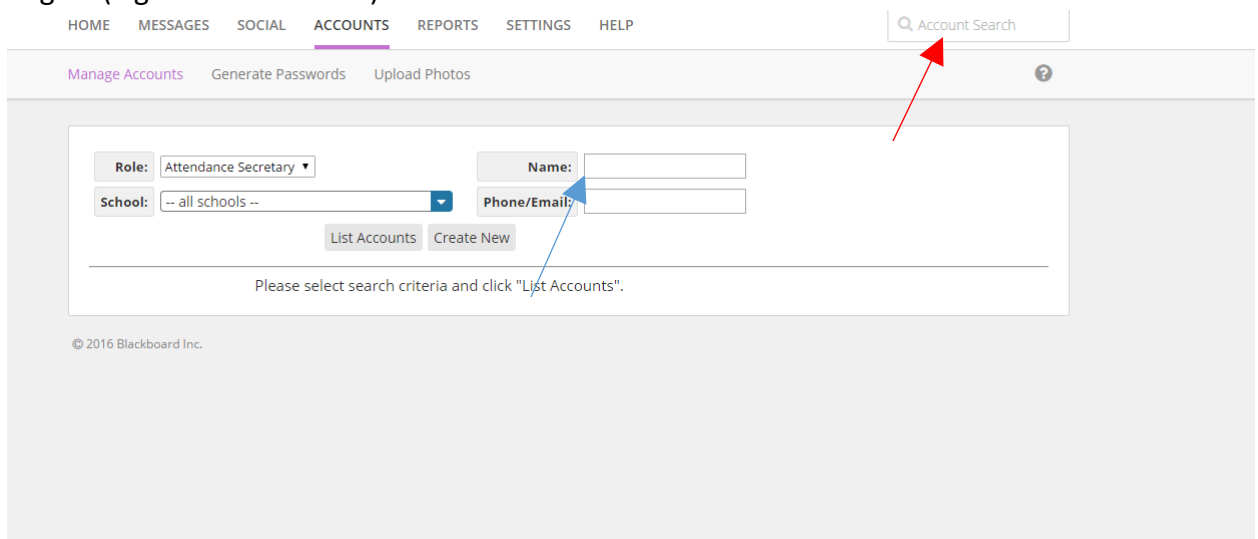 HOME MESSAGES SOCIAL ACCOUNTS REPORTS SETTINGS HELP Account Search
Manage Accounts Generate Passwords Upload Photos ?
Role: Attendance Secretary Name:
School: -- all schools -- Phone/Email:
List Accounts Create New
Please select search criteria and click "List Accounts".
© 2016 Blackboard Inc.